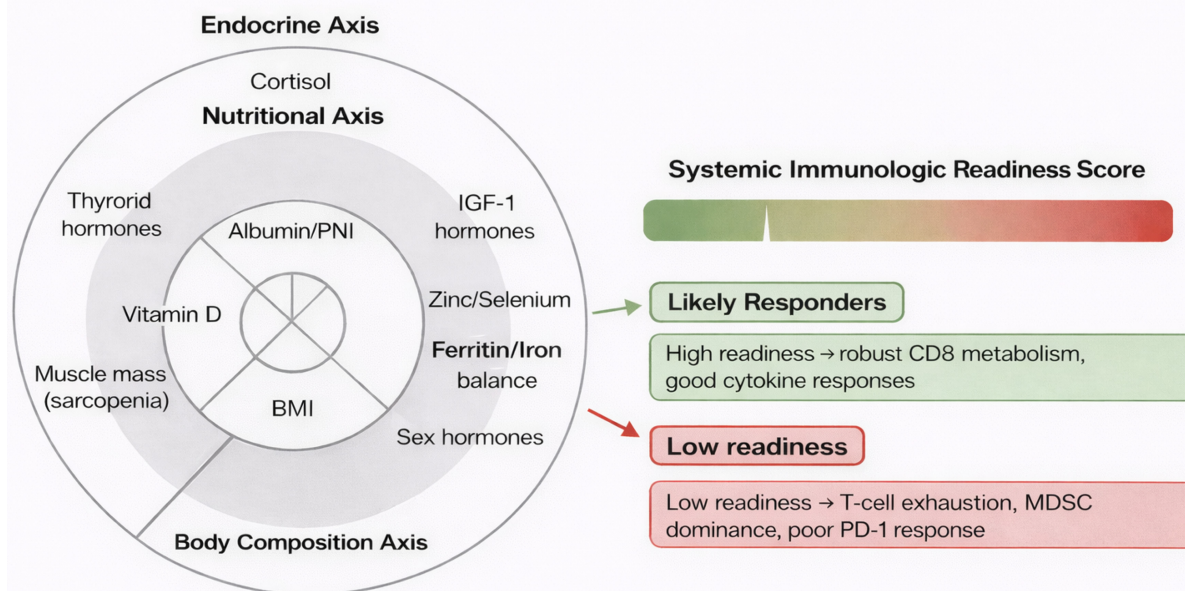 Endocrine Axis
Cortisol
Nutritional Axis
Thyrorid
hormones
IGF-1
hormones
Albumin/PNI
Vitamin D
Zinc/Selenium
Ferritin/Iron
balance
Muscle mass
(sarcopenia)
BMI
Sex hormones
Body Composition Axis
Systemic Immunologic Readiness Score
Likely Responders
High readiness → robust CD8 metabolism,
good cytokine responses
Low readiness
Low readiness → T-cell exhaustion, MDSC
dominance, poor PD-1 response